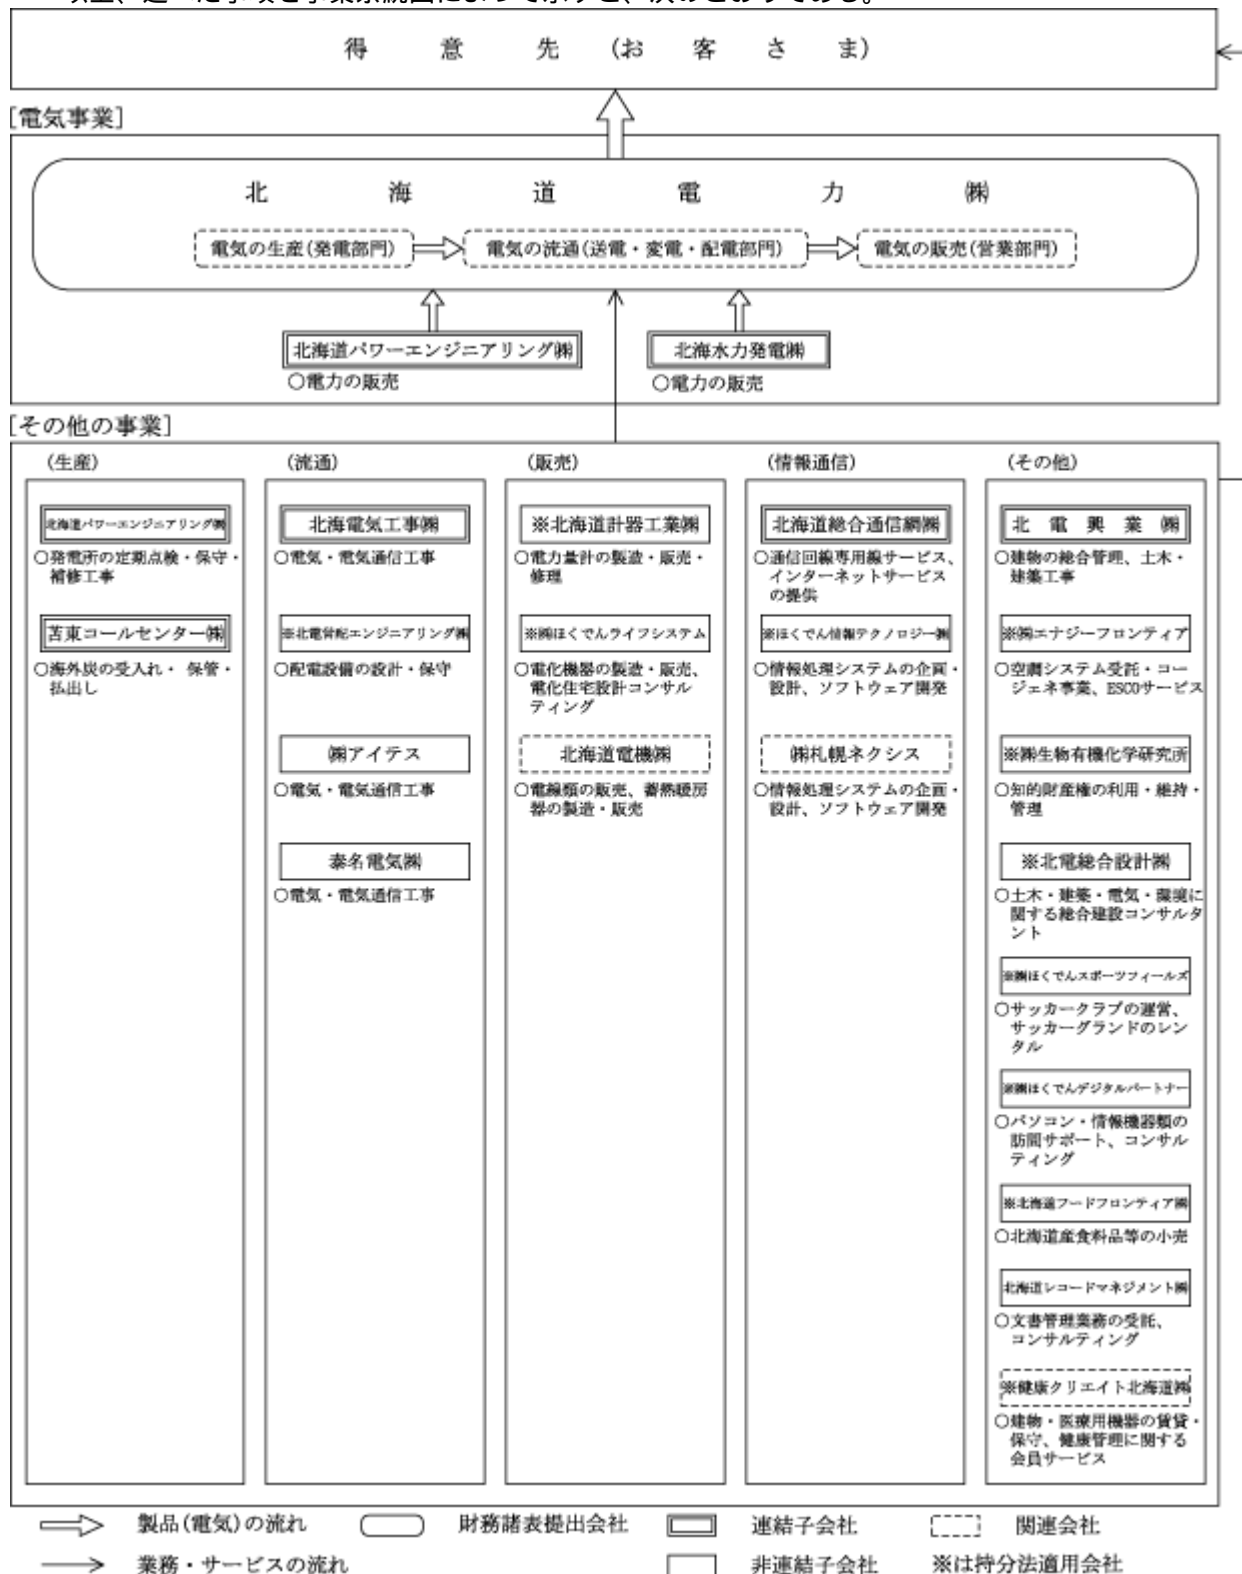 得意先(お客さま)
[電気事業]
北海道電力㈱
電気の生産(発電部門)
電気の流通(送電・変電・配電部門)
電気の販売(営業部門)
北海道パワーエンジニアリング㈱
○電力の販売
北海水力発電㈱
○電力の販売
[その他の事業]
(生産)
北海道パワーエンジニアリング㈱
○発電所の定期点検・保守・
補修工事
苫東コールセンター㈱
○海外炭の受入れ・ 保管・
払出し
(流通)
北海電気工事㈱
○電気・電気通信工事
※北電営配エンジニアリング㈱
○配電設備の設計・保守
㈱アイテス
○電気・電気通信工事
泰名電気㈱
○電気・電気通信工事
(販売)
※北海道計器工業㈱
○電力量計の製造・販売・
修理
※㈱ほくでんライフシステム
○電化機器の製造・販売、
電化住宅設計コンサル
ティング
北海道電機㈱
○電線類の販売、蓄熱暖房
器の製造・販売
(情報通信)
北海道総合通信網㈱
○通信回線専用線サービス、
インターネットサービス
の提供
※ほくでん情報テクノロジー㈱
○情報処理システムの企画・
設計、ソフトウェア開発
㈱札幌ネクシス
○情報処理システムの企画・
設計、ソフトウェア開発
(その他)
北電興業㈱
○建物の総合管理、土木・
建築工事
※㈱エナジーフロンティア
○空調システム受託・コー
ジェネ事業、ESCOサービス
※㈱生物有機化学研究所
○知的財産権の利用・維持・
管理
※北電総合設計㈱
○土木・建築・電気・環境に
関する総合建設コンサルタ
ント
※㈱ほくでんスポーツフィールズ
○サッカークラブの運営、
サッカーグランドのレン
タル
※㈱ほくでんデジタルパートナー
○パソコン・情報機器類の
訪問サポート、コンサル
ティング
※北海道フードフロンティア㈱
○北海道産食料品等の小売
北海道レコードマネジメント㈱
○文書管理業務の受託、
コンサルティング
※健康クリエイト北海道㈱
○建物・医療用機器の賃貸・
保守、健康管理に関する
会員サービス
製品(電気)の流れ
財務諸表提出会社
連結子会社
関連会社
業務・サービスの流れ
非連結子会社
※は持分法適用会社